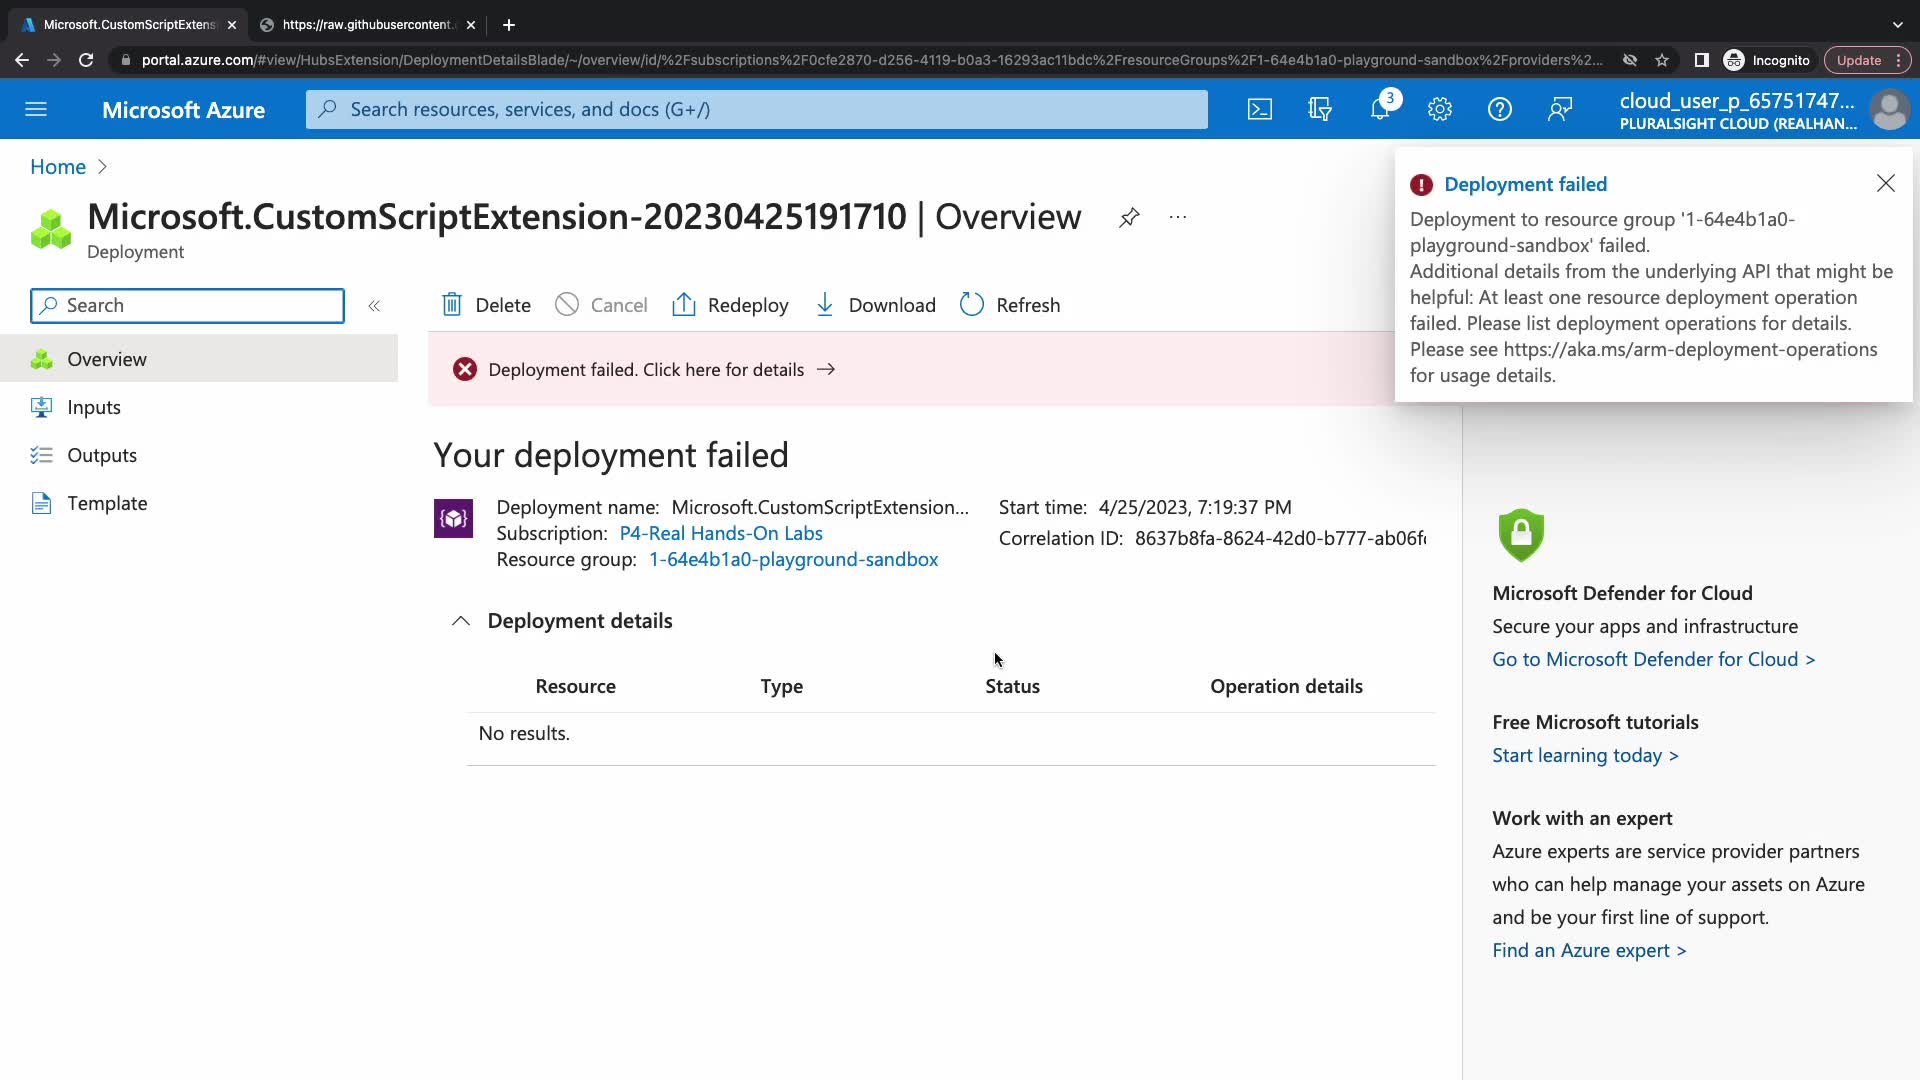 Microsoft.CustomScriptExtens
https://raw.githubusercontent.
portal.azure.com/#view/HubsExtension/DeploymentDetailsBlade/~/overview/id/%2Fsubscriptions%2F0cfe2870-d256-4119-b0a3-16293ac11bdc%2FresourceGroups%2F1-64e4b1a0-playground-sandbox%2Fproviders%2...
Incognito
Update
Microsoft Azure
Search resources, services, and docs (G+/)
3
cloud_user_p_65751747...
PLURALSIGHT CLOUD (REALHAN...
Home
Microsoft.CustomScriptExtension-20230425191710 | Overview
Deployment
Search
Overview
Inputs
Outputs
Template
Delete
Cancel
Redeploy
Download
Refresh
Deployment failed. Click here for details
Your deployment failed
Deployment name: Microsoft.CustomScriptExtension...
Subscription: P4-Real Hands-On Labs
Resource group: 1-64e4b1a0-playground-sandbox
Start time: 4/25/2023, 7:19:37 PM
Correlation ID: 8637b8fa-8624-42d0-b777-ab06f
Deployment details
Resource Type Status Operation details
No results.
Deployment failed
Deployment to resource group '1-64e4b1a0-
playground-sandbox' failed.
Additional details from the underlying API that might be
helpful: At least one resource deployment operation
failed. Please list deployment operations for details.
Please see https://aka.ms/arm-deployment-operations
for usage details.
Microsoft Defender for Cloud
Secure your apps and infrastructure
Go to Microsoft Defender for Cloud >
Free Microsoft tutorials
Start learning today >
Work with an expert
Azure experts are service provider partners
who can help manage your assets on Azure
and be your first line of support.
Find an Azure expert >